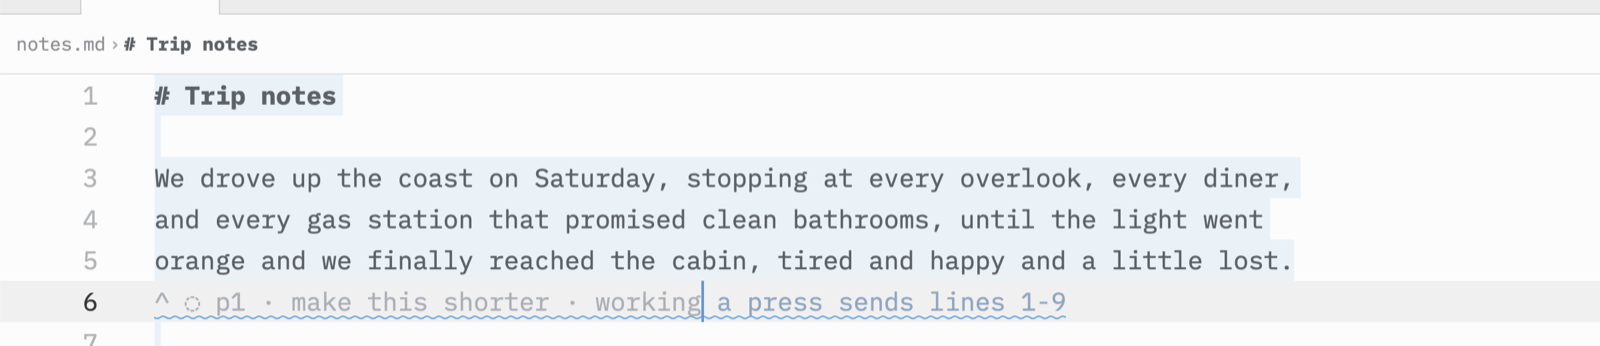 notes.md › # Trip notes
1 # Trip notes
2
3 We drove up the coast on Saturday, stopping at every overlook, every diner,
4 and every gas station that promised clean bathrooms, until the light went
5 orange and we finally reached the cabin, tired and happy and a little lost.
6 ^ ◌ p1 · make this shorter · working a press sends lines 1-9
7